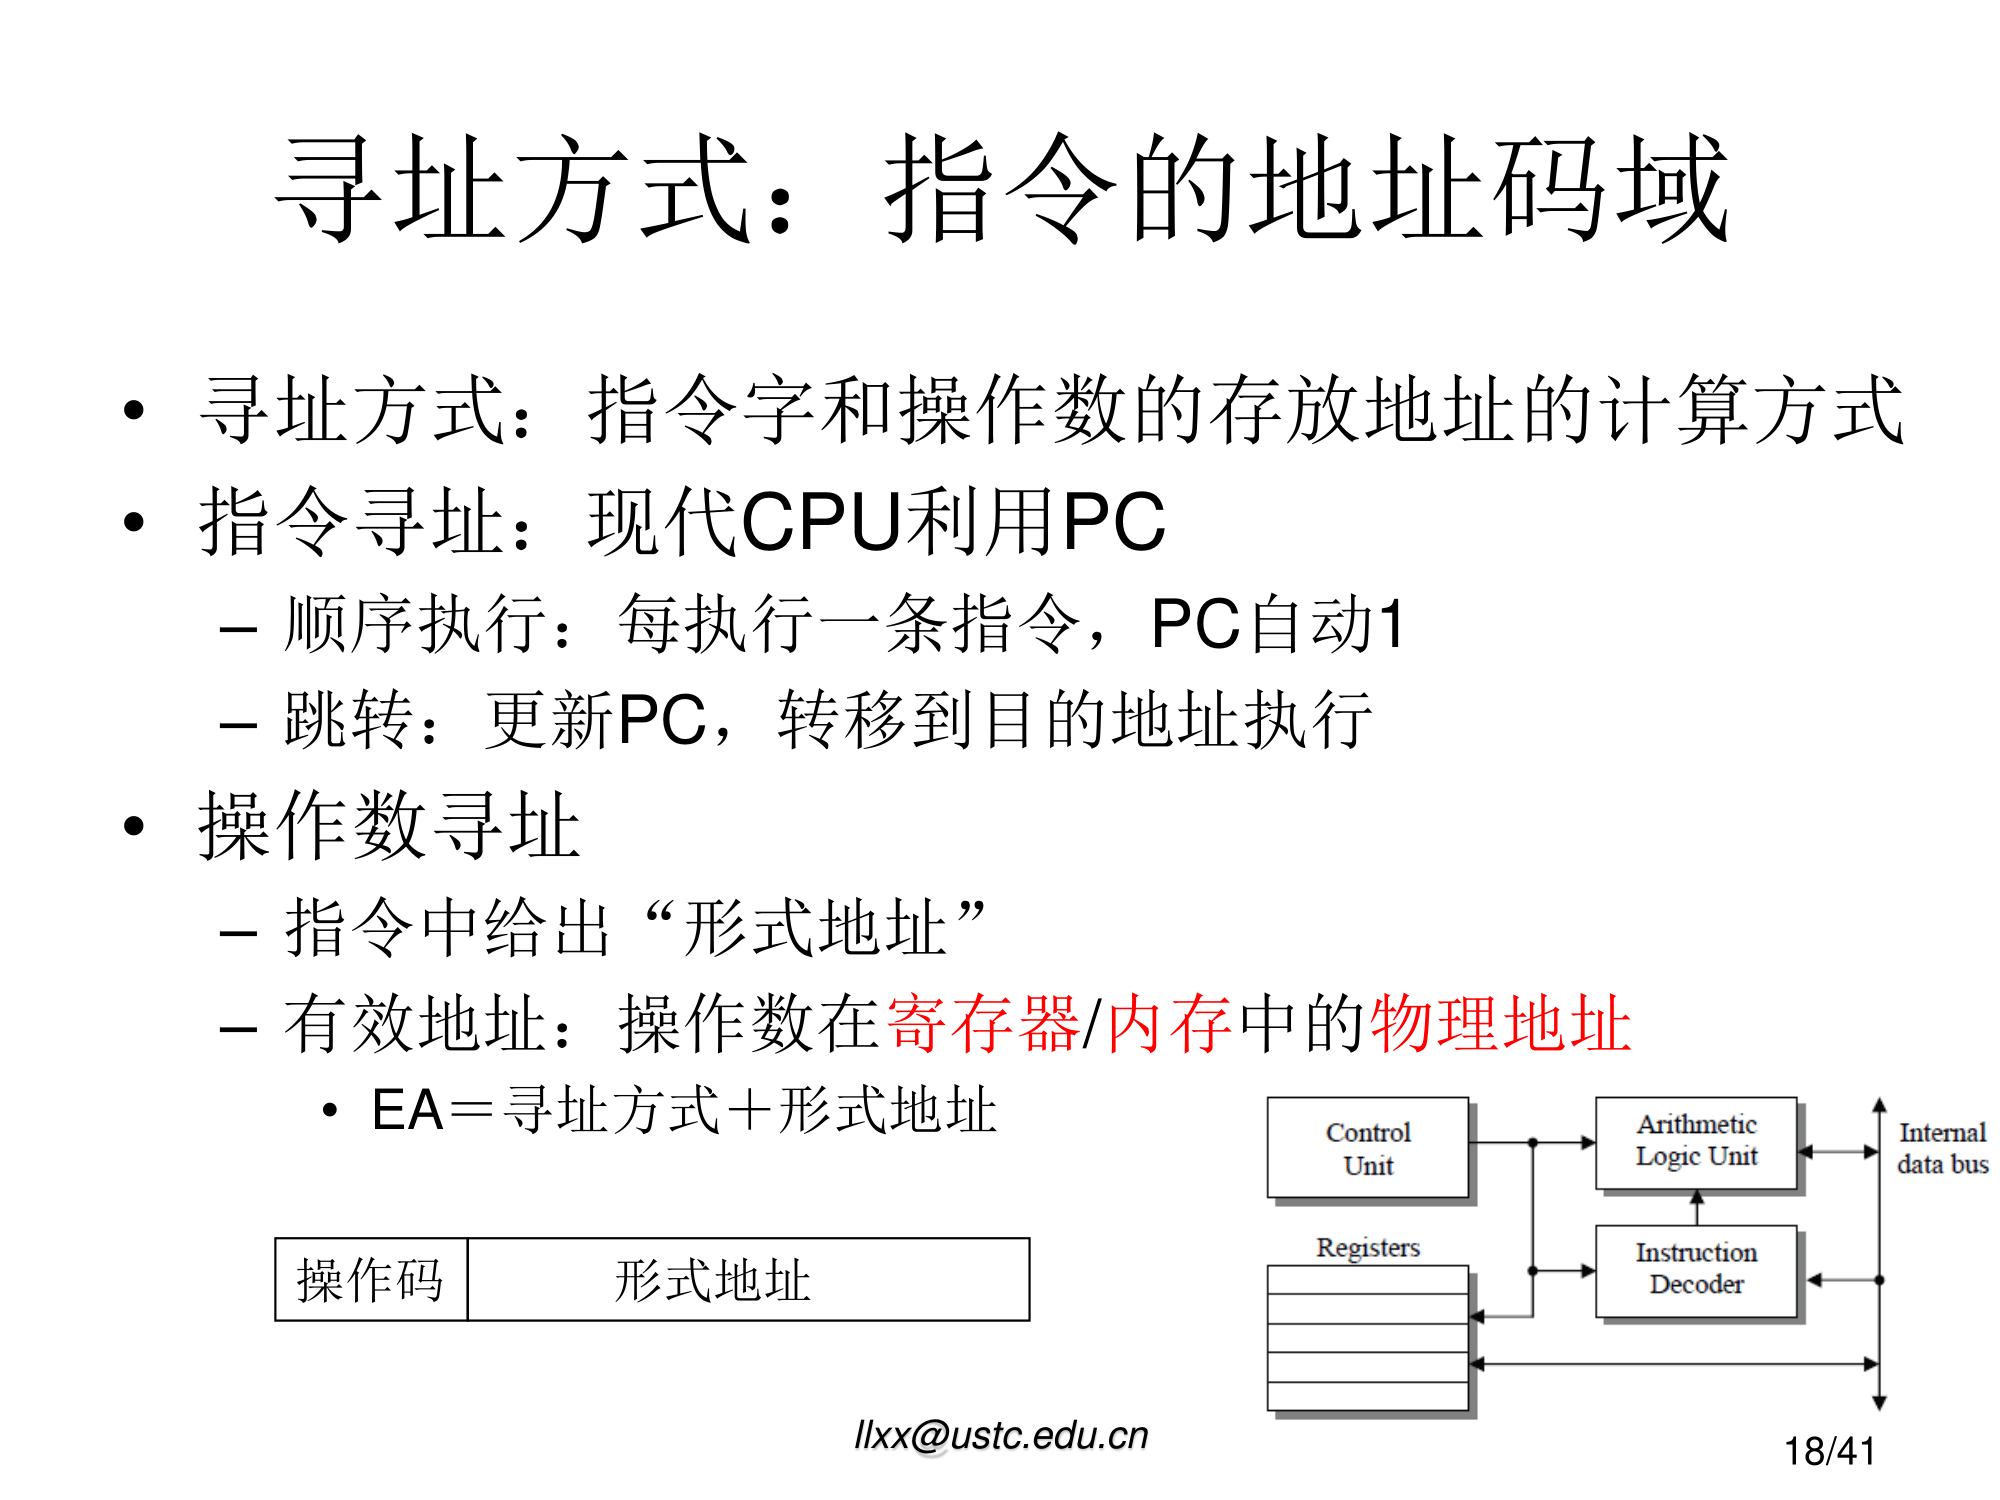 寻址方式：指令的地址码域
• 寻址方式：指令字和操作数的存放地址的计算方式
• 指令寻址：现代CPU利用PC
– 顺序执行：每执行一条指令，PC自动1
– 跳转：更新PC，转移到目的地址执行
• 操作数寻址
– 指令中给出“形式地址”
– 有效地址：操作数在寄存器/内存中的物理地址
• EA＝寻址方式＋形式地址
操作码 形式地址
Control
Unit
Arithmetic
Logic Unit
Internal
data bus
Registers
Instruction
Decoder
llxx@ustc.edu.cn
18/41